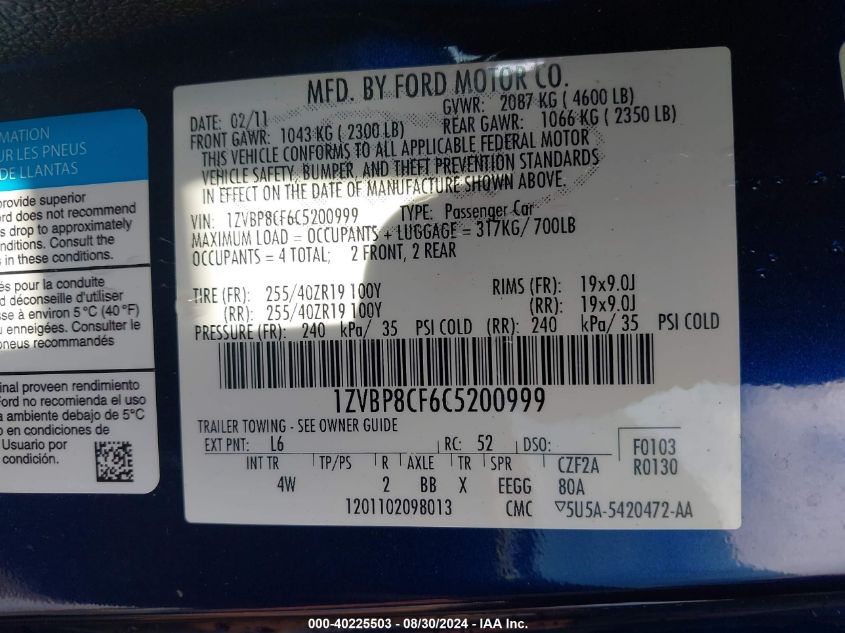 MATION
UR LES PNEUS
DE LLANTAS
provide superior
ord does not recommend
s drop to approximately
onditions. Consult the
s in these conditions.
és pour la conduite
d déconseille d'utiliser
sse à environ 5 °C (40 °F)
u enneigées. Consulter le
pneus recommandés
inal proveen rendimiento
Ford no recomienda el uso
a ambiente debajo de 5°C
o en condiciones de
Usuario por
condición.
MFD. BY FORD MOTOR CO.
DATE: 02/11 GVWR: 2087 KG ( 4600 LB)
FRONT GAWR: 1043 KG ( 2300 LB) REAR GAWR: 1066 KG ( 2350 LB)
THIS VEHICLE CONFORMS TO ALL APPLICABLE FEDERAL MOTOR
VEHICLE SAFETY, BUMPER, AND THEFT PREVENTION STANDARDS
IN EFFECT ON THE DATE OF MANUFACTURE SHOWN ABOVE.
VIN: 1ZVBP8CF6C5200999 TYPE: Passenger Car
MAXIMUM LOAD = OCCUPANTS + LUGGAGE = 317KG/ 700LB
OCCUPANTS = 4 TOTAL; 2 FRONT, 2 REAR
TIRE (FR): 255/40ZR19 100Y RIMS (FR): 19x9.0J
(RR): 255/40ZR19 100Y (RR): 19x9.0J
PRESSURE (FR): 240 kPa/ 35 PSI COLD (RR): 240 kPa/ 35 PSI COLD
1ZVBP8CF6C5200999
TRAILER TOWING - SEE OWNER GUIDE
EXT PNT: L6 RC: 52 DSO: F0103
INT TR TP/PS R AXLE TR SPR CZF2A R0130
4W 2 BB X EEGG 80A
1201102098013 CMC ▽5U5A-5420472-AA
000-40225503 - 08/30/2024 - IAA Inc.